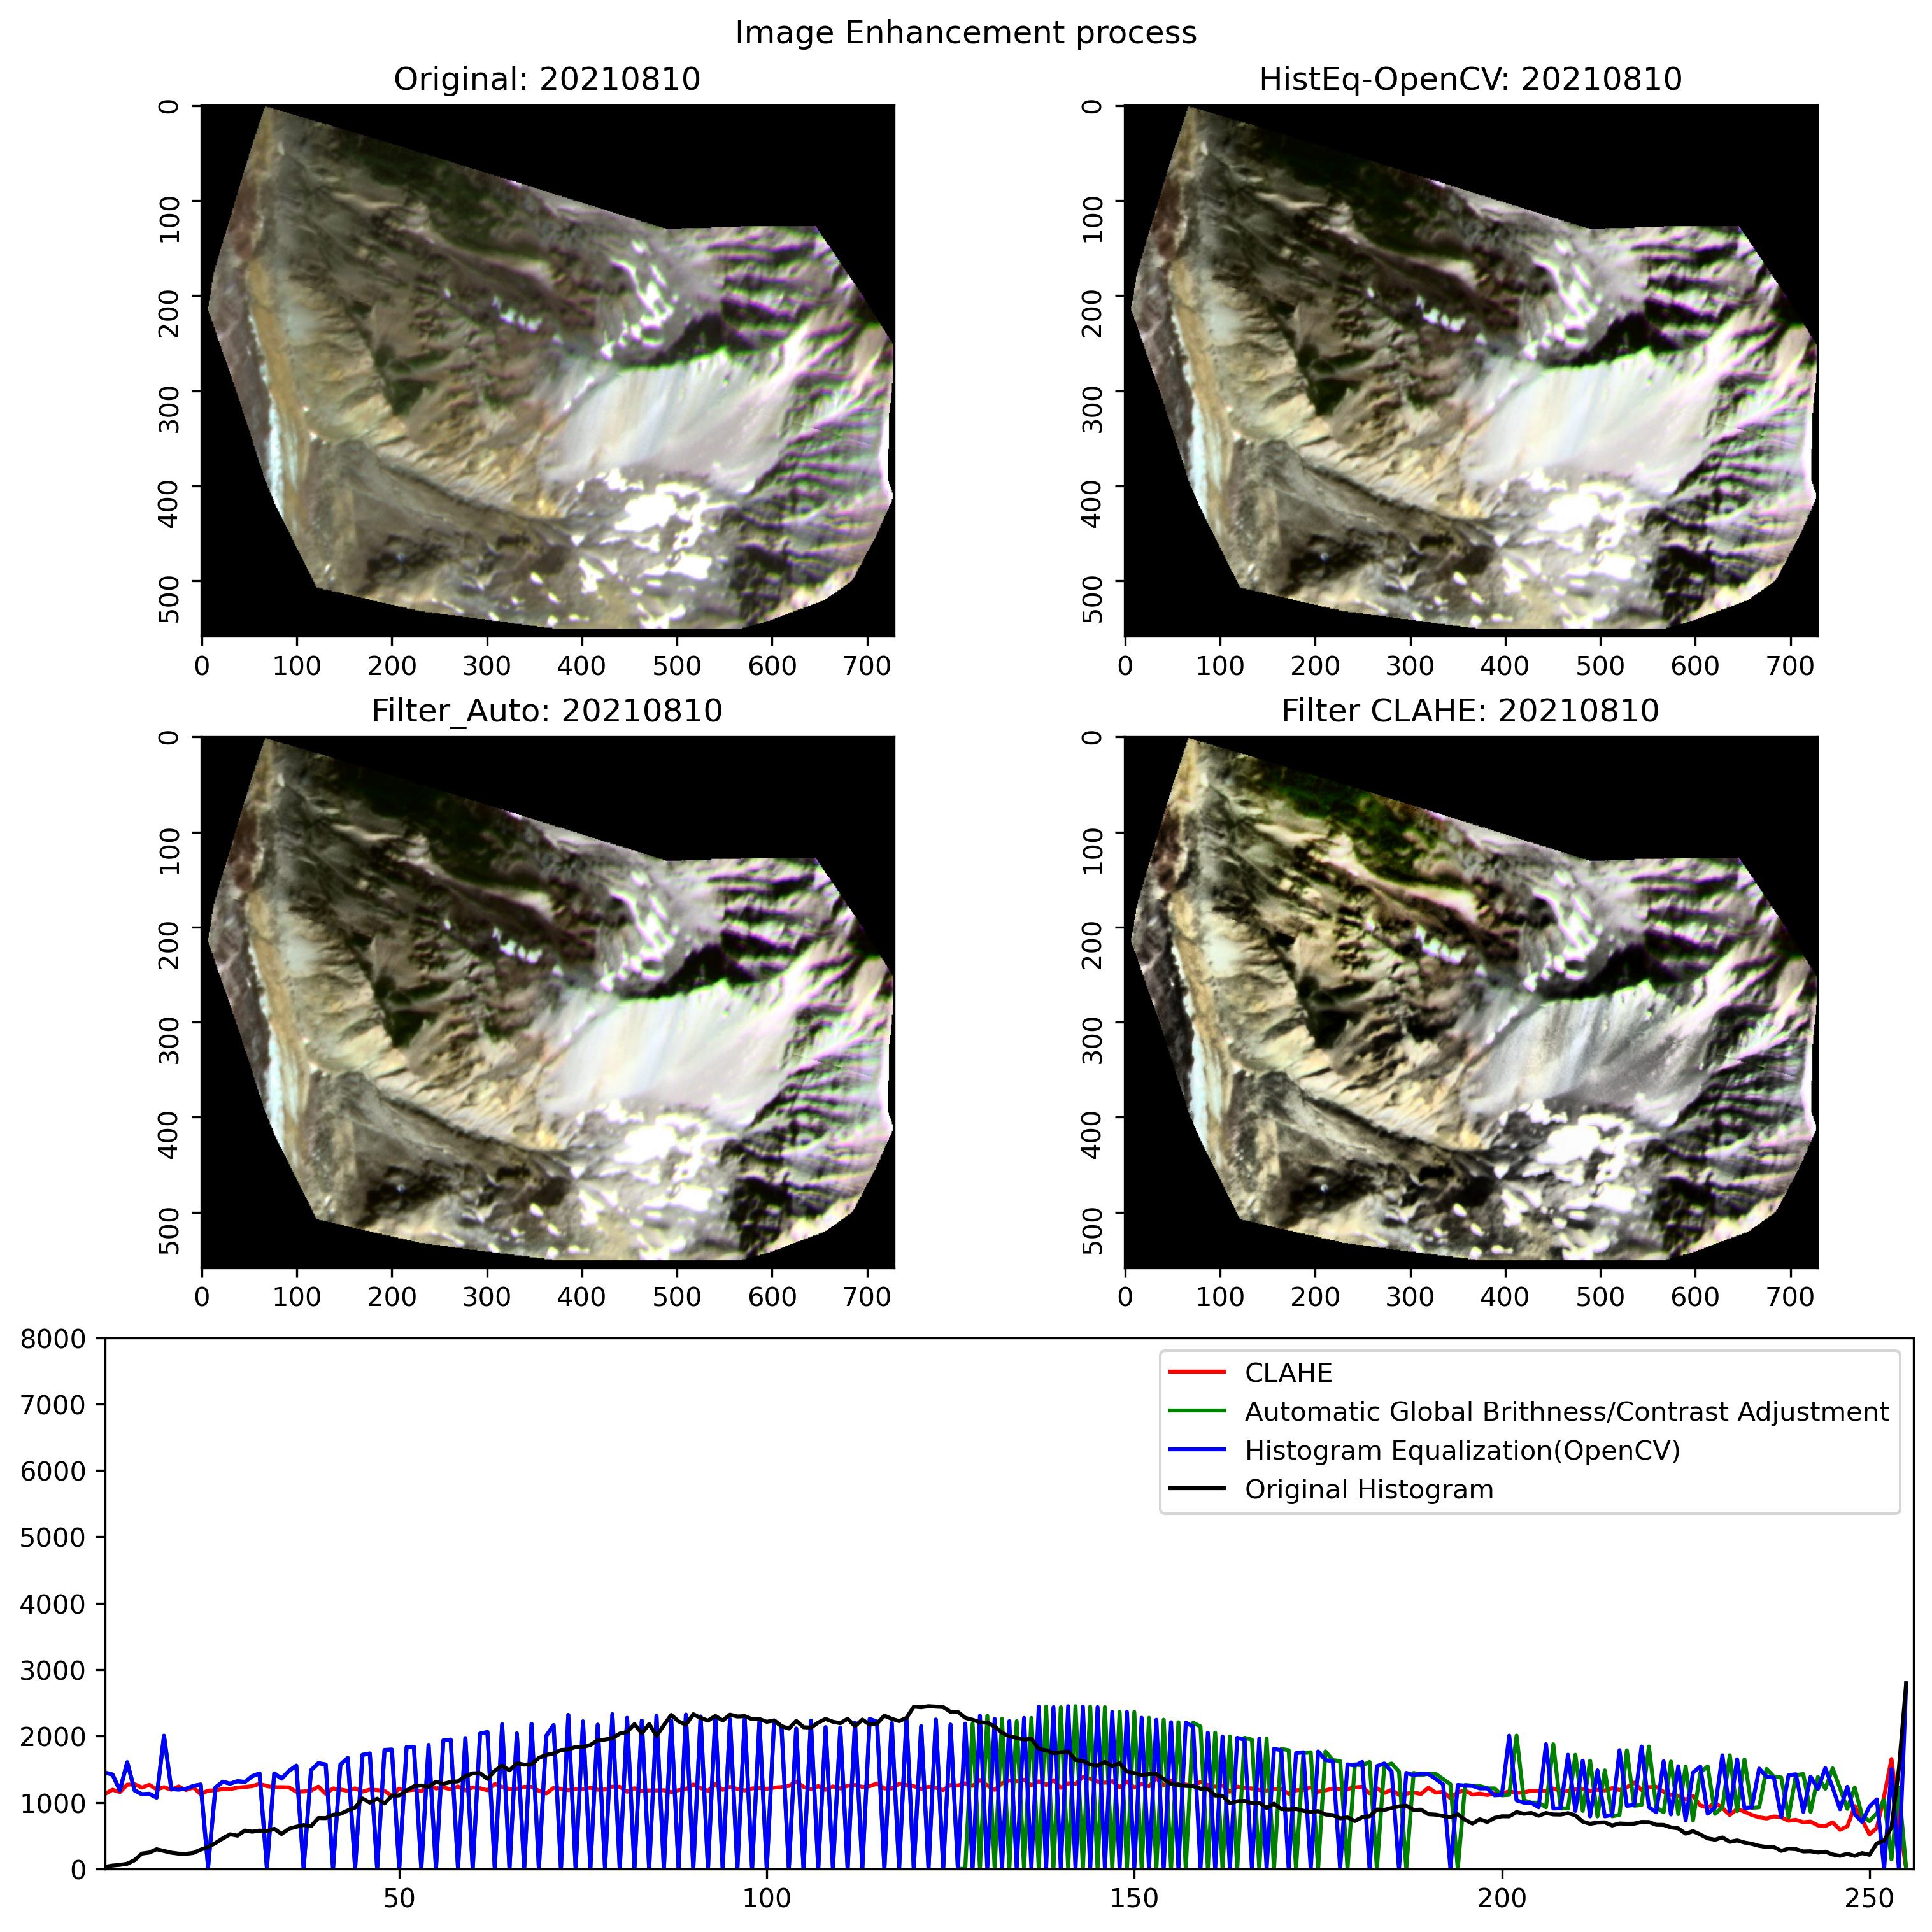 Image Enhancement process
Original: 20210810
HistEq-OpenCV: 20210810
0
100
200
300
400
500
0 100 200 300 400 500 600 700
0
100
200
300
400
500
0 100 200 300 400 500 600 700
Filter_Auto: 20210810
Filter CLAHE: 20210810
0
100
200
300
400
500
0 100 200 300 400 500 600 700
0
100
200
300
400
500
0 100 200 300 400 500 600 700
8000
7000
6000
5000
4000
3000
2000
1000
0
CLAHE
Automatic Global Brithness/Contrast Adjustment
Histogram Equalization(OpenCV)
Original Histogram
50 100 150 200 250